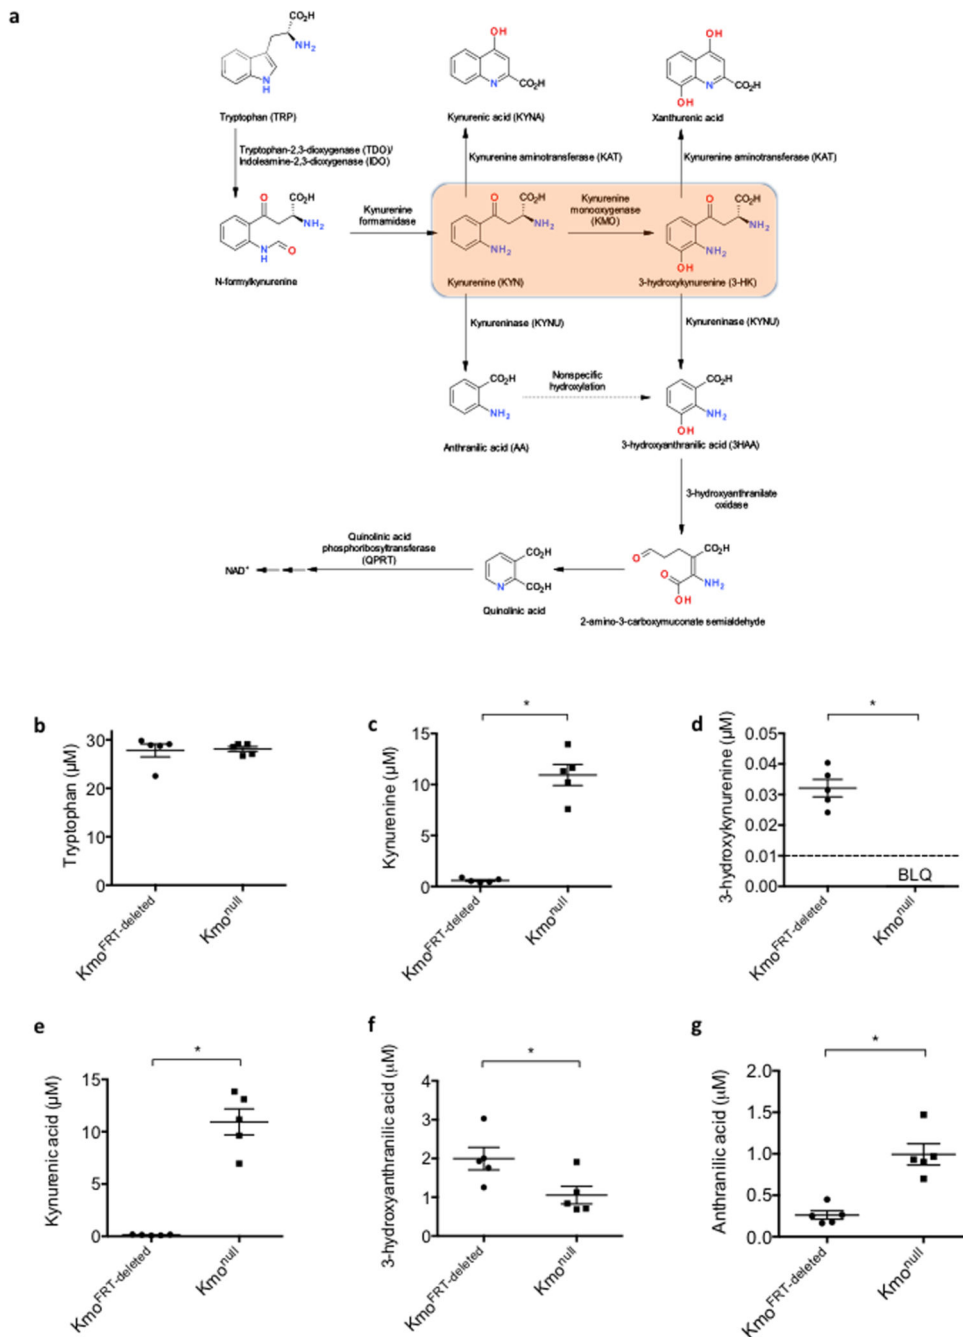 a
CO2H
NH2
N
H
Tryptophan (TRP)
OH
N
CO2H
Kynurenic acid (KYNA)
OH
N
CO2H
OH
Xanthurenic acid
Tryptophan-2,3-dioxygenase (TDO)/
Indoleamine-2,3-dioxygenase (IDO)
Kynurenine aminotransferase (KAT)
Kynurenine aminotransferase (KAT)
O
CO2H
NH2
N
H
O
N-formylkynurenine
Kynurenine
formamidase
O
CO2H
NH2
NH2
Kynurenine (KYN)
Kynurenine
monooxygenase
(KMO)
O
CO2H
NH2
NH2
OH
3-hydroxykynurenine (3-HK)
Kynureninase (KYNU)
Kynureninase (KYNU)
CO2H
NH2
Anthranilic acid (AA)
Nonspecific
hydroxylation
CO2H
NH2
OH
3-hydroxyanthranilic acid (3HAA)
3-hydroxyanthranilate
oxidase
Quinolinic acid
phosphoribosyltransferase
(QPRT)
NAD+
CO2H
N
CO2H
Quinolinic acid
O
CO2H
O
NH2
OH
2-amino-3-carboxymuconate semialdehyde
b
Tryptophan (µM)
30
20
10
0
KmoFRT-deleted
Kmonull
c
*
Kynurenine (µM)
15
10
5
0
KmoFRT-deleted
Kmonull
d
*
3-hydroxykynurenine (µM)
0.05
0.04
0.03
0.02
0.01
0.00
BLQ
KmoFRT-deleted
Kmonull
e
*
Kynurenic acid (µM)
15
10
5
0
KmoFRT-deleted
Kmonull
f
*
3-hydroxyanthranilic acid (µM)
4
3
2
1
0
KmoFRT-deleted
Kmonull
g
*
Anthranilic acid (µM)
2.0
1.5
1.0
0.5
0.0
KmoFRT-deleted
Kmonull